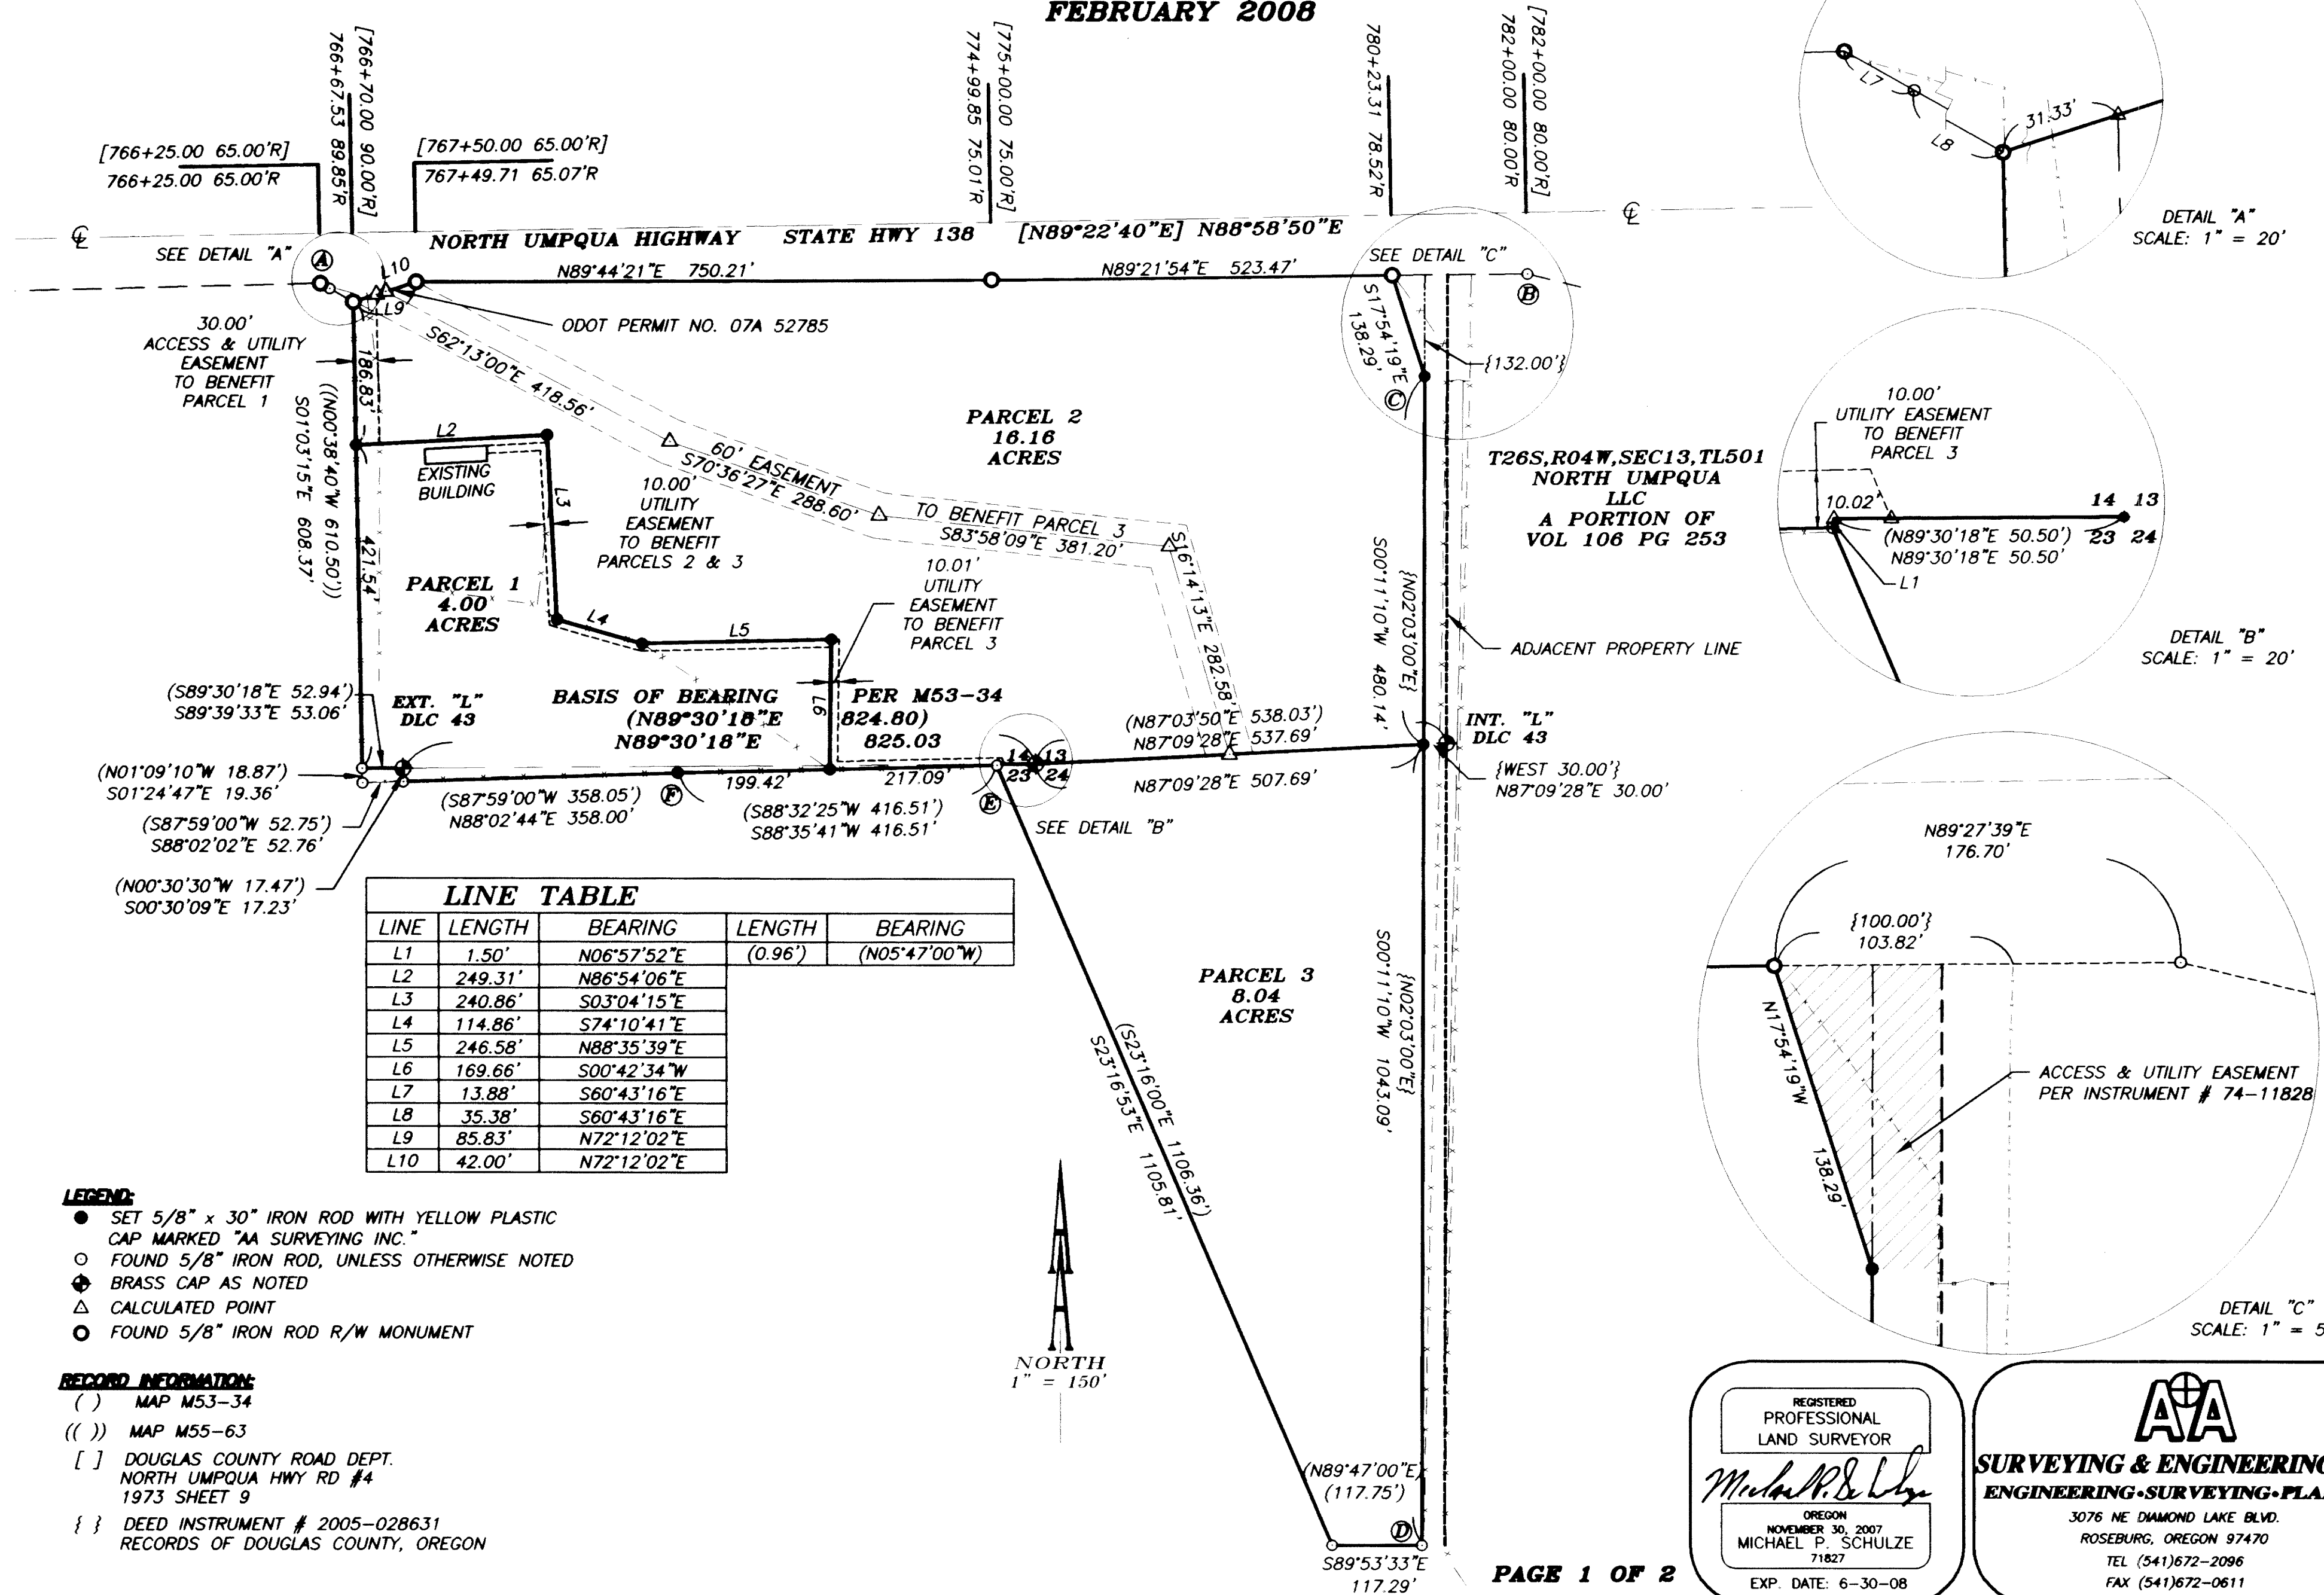 FEBRUARY 2008
[766+70.00 90.00'R]
766+67.53 89.85'R
[775+00.00 75.00'R]
774+99.85 75.01'R
780+23.31 78.52'R
[782+00.00 80.00'R]
782+00.00 80.00'R
[766+25.00 65.00'R]
766+25.00 65.00'R
[767+50.00 65.00'R]
767+49.71 65.07'R
NORTH UMPQUA HIGHWAY STATE HWY 138 [N89°22'40"E] N88°58'50"E
SEE DETAIL "A"
A
L10
L9
N89°44'21"E 750.21'
N89°21'54"E 523.47'
SEE DETAIL "C"
B
S17°54'19"E
138.29'
{132.00'}
C
30.00'
ACCESS & UTILITY
EASEMENT
TO BENEFIT
PARCEL 1
ODOT PERMIT NO. 07A 52785
186.83'
S62°13'00"E 418.56'
((N00°38'40"W 610.50'))
S01°03'15"E 608.37'
421.54'
L2
EXISTING
BUILDING
L3
10.00'
UTILITY
EASEMENT
TO BENEFIT
PARCELS 2 & 3
60' EASEMENT
S70°36'27"E 288.60'
TO BENEFIT PARCEL 3
S83°58'09"E 381.20'
S16°14'13"E 282.58'
PARCEL 2
16.16
ACRES
T26S,R04W,SEC13,TL501
NORTH UMPQUA
LLC
A PORTION OF
VOL 106 PG 253
PARCEL 1
4.00
ACRES
L4
L5
L6
10.01'
UTILITY
EASEMENT
TO BENEFIT
PARCEL 3
{N02°03'00"E}
S00°11'10"W 480.14'
ADJACENT PROPERTY LINE
(S89°30'18"E 52.94')
S89°39'33"E 53.06'
EXT. "L"
DLC 43
BASIS OF BEARING PER M53-34
(N89°30'18"E 824.80)
N89°30'18"E 825.03
(N87°03'50"E 538.03')
N87°09'28"E 537.69'
INT. "L"
DLC 43
14 13
23 24
N87°09'28"E 507.69'
{WEST 30.00'}
N87°09'28"E 30.00'
(N01°09'10"W 18.87')
S01°24'47"E 19.36'
(S87°59'00"W 52.75')
S88°02'02"E 52.76'
(N00°30'30"W 17.47')
S00°30'09"E 17.23'
(S87°59'00"W 358.05')
N88°02'44"E 358.00'
F
199.42'
217.09'
(S88°32'25"W 416.51')
S88°35'41"W 416.51'
E
SEE DETAIL "B"
LINE TABLE
LINE LENGTH BEARING LENGTH BEARING
L1 1.50' N06°57'52"E (0.96') (N05°47'00"W)
L2 249.31' N86°54'06"E
L3 240.86' S03°04'15"E
L4 114.86' S74°10'41"E
L5 246.58' N88°35'39"E
L6 169.66' S00°42'34"W
L7 13.88' S60°43'16"E
L8 35.38' S60°43'16"E
L9 85.83' N72°12'02"E
L10 42.00' N72°12'02"E
PARCEL 3
8.04
ACRES
(S23°16'00"E 1106.36')
S23°16'53"E 1105.81'
{N02°03'00"E}
S00°11'10"W 1043.09'
(N89°47'00"E)
(117.75')
D
S89°53'33"E
117.29'
NORTH
1" = 150'
LEGEND:
SET 5/8" x 30" IRON ROD WITH YELLOW PLASTIC
CAP MARKED "AA SURVEYING INC."
FOUND 5/8" IRON ROD, UNLESS OTHERWISE NOTED
BRASS CAP AS NOTED
CALCULATED POINT
FOUND 5/8" IRON ROD R/W MONUMENT
RECORD INFORMATION:
( ) MAP M53-34
(( )) MAP M55-63
[ ] DOUGLAS COUNTY ROAD DEPT.
NORTH UMPQUA HWY RD #4
1973 SHEET 9
{ } DEED INSTRUMENT # 2005-028631
RECORDS OF DOUGLAS COUNTY, OREGON
L7
L8
31.33'
DETAIL "A"
SCALE: 1" = 20'
10.00'
UTILITY EASEMENT
TO BENEFIT
PARCEL 3
10.02'
14 13
(N89°30'18"E 50.50') 23 24
N89°30'18"E 50.50'
L1
DETAIL "B"
SCALE: 1" = 20'
N89°27'39"E
176.70'
{100.00'}
103.82'
N17°54'19"W
138.29'
ACCESS & UTILITY EASEMENT
PER INSTRUMENT # 74-11828
DETAIL "C"
SCALE: 1" = 5
PAGE 1 OF 2
REGISTERED
PROFESSIONAL
LAND SURVEYOR
OREGON
NOVEMBER 30, 2007
MICHAEL P. SCHULZE
71827
EXP. DATE: 6-30-08
AA
SURVEYING & ENGINEERING
ENGINEERING•SURVEYING•PLA
3076 NE DIAMOND LAKE BLVD.
ROSEBURG, OREGON 97470
TEL (541)672-2096
FAX (541)672-0611